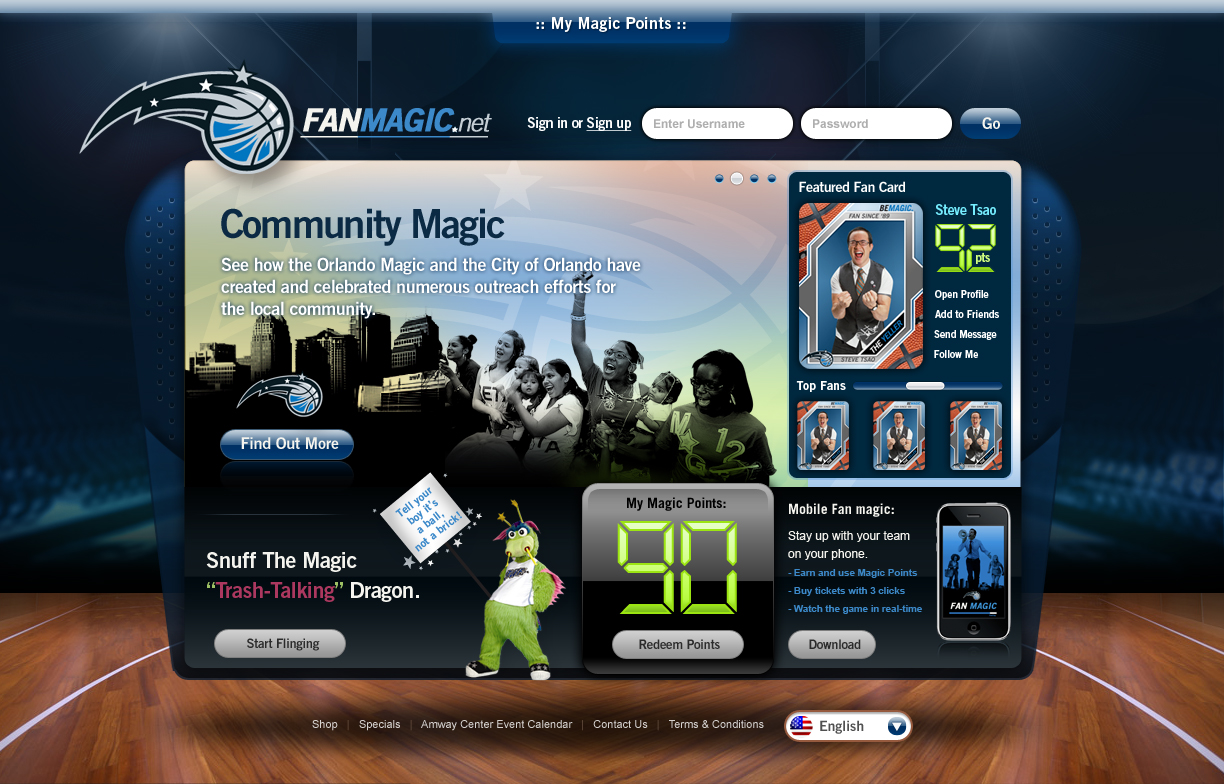 :: My Magic Points ::
FANMAGIC.net
Sign in or Sign up
Enter Username
Password
Go
Community Magic
See how the Orlando Magic and the City of Orlando have
created and celebrated numerous outreach efforts for
the local community.
Find Out More
Featured Fan Card
BEMAGIC.
FAN SINCE '89
THE YELLER
STEVE TSAO
Steve Tsao
92
pts
Open Profile
Add to Friends
Send Message
Follow Me
Top Fans
M G
12
Tell your
boy it's
a ball,
not a brick!
Snuff The Magic
“Trash-Talking” Dragon.
Start Flinging
My Magic Points:
90
Redeem Points
Mobile Fan magic:
Stay up with your team
on your phone.
- Earn and use Magic Points
- Buy tickets with 3 clicks
- Watch the game in real-time
Download
FAN MAGIC
Shop | Specials | Amway Center Event Calendar | Contact Us | Terms & Conditions
English